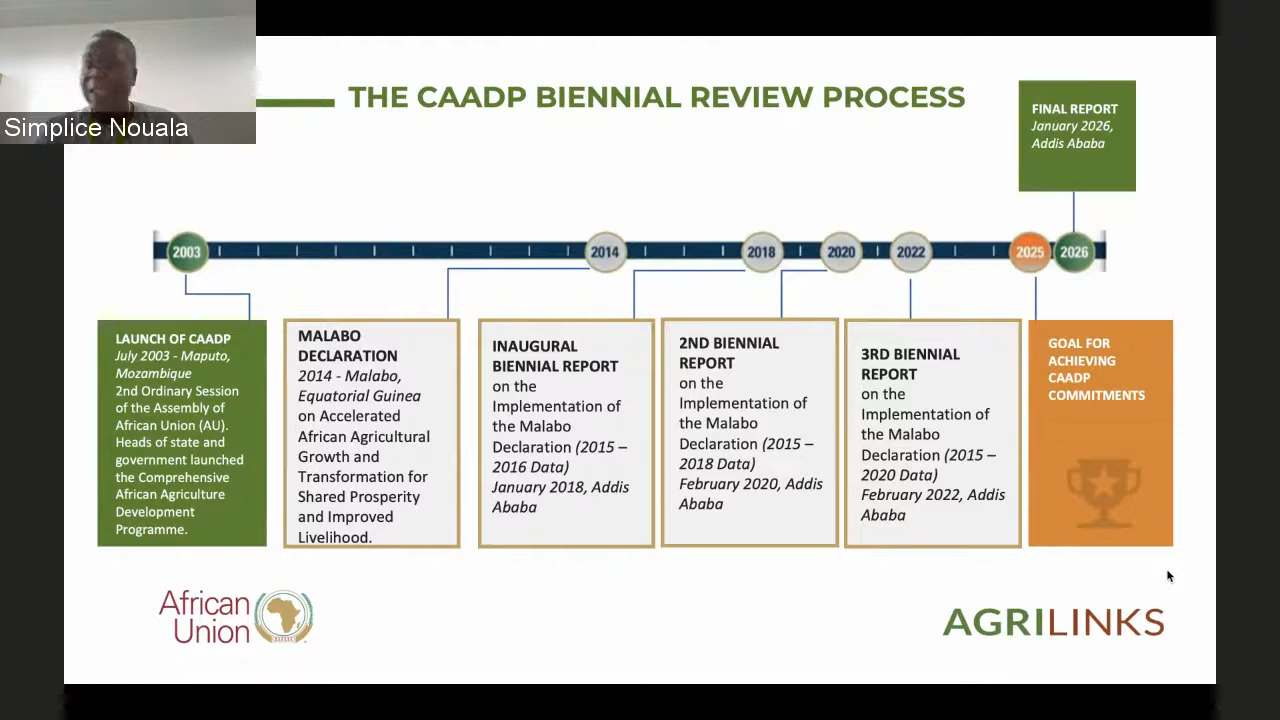 Simplice Nouala
THE CAADP BIENNIAL REVIEW PROCESS
FINAL REPORT
January 2026,
Addis Ababa
2003
2014
2018
2020
2022
2025
2026
LAUNCH OF CAADP
July 2003 - Maputo,
Mozambique
2nd Ordinary Session
of the Assembly of
African Union (AU).
Heads of state and
government launched
the Comprehensive
African Agriculture
Development
Programme.
MALABO
DECLARATION
2014 - Malabo,
Equatorial Guinea
on Accelerated
African Agricultural
Growth and
Transformation for
Shared Prosperity
and Improved
Livelihood.
INAUGURAL
BIENNIAL REPORT
on the
Implementation of
the Malabo
Declaration (2015 –
2016 Data)
January 2018, Addis
Ababa
2ND BIENNIAL
REPORT
on the
Implementation of
the Malabo
Declaration (2015 –
2018 Data)
February 2020, Addis
Ababa
3RD BIENNIAL
REPORT
on the
Implementation of
the Malabo
Declaration (2015 –
2020 Data)
February 2022, Addis
Ababa
GOAL FOR
ACHIEVING
CAADP
COMMITMENTS
African
Union
AGRILINKS